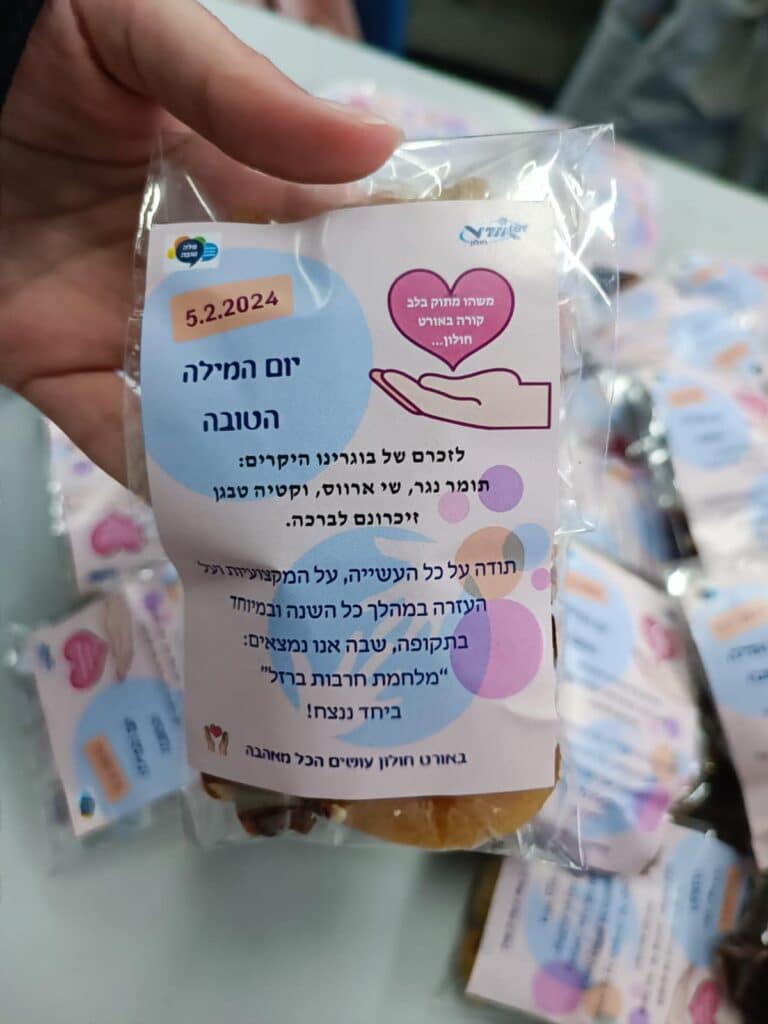 מילה
טובה
אורט
חולון
5.2.2024
יום המילה
הטובה
משהו מתוק בלב
קורה באורט
חולון...
לזכרם של בוגרינו היקרים:
תומר נגר, שי ארווס, וקטיה טבגן
זיכרונם לברכה.
תודה על כל העשייה, על המקצועיות ועל
העזרה במהלך כל השנה ובמיוחד
בתקופה, שבה אנו נמצאים:
“מלחמת חרבות ברזל”
ביחד ננצח!
באורט חולון עושים הכל מאהבה